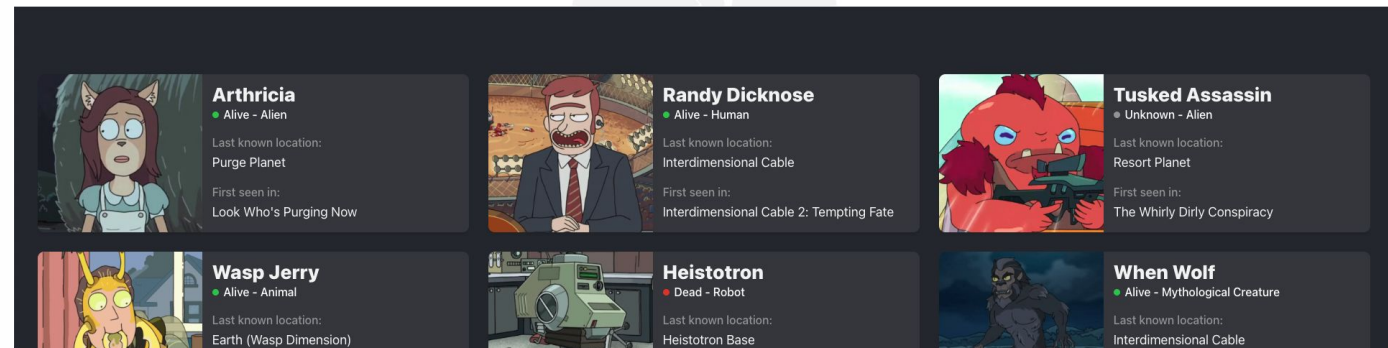 Arthricia
Alive - Alien
Last known location:
Purge Planet
First seen in:
Look Who's Purging Now
Randy Dicknose
Alive - Human
Last known location:
Interdimensional Cable
First seen in:
Interdimensional Cable 2: Tempting Fate
Tusked Assassin
Unknown - Alien
Last known location:
Resort Planet
First seen in:
The Whirly Dirly Conspiracy
Wasp Jerry
Alive - Animal
Last known location:
Earth (Wasp Dimension)
Heistotron
Dead - Robot
Last known location:
Heistotron Base
When Wolf
Alive - Mythological Creature
Last known location:
Interdimensional Cable